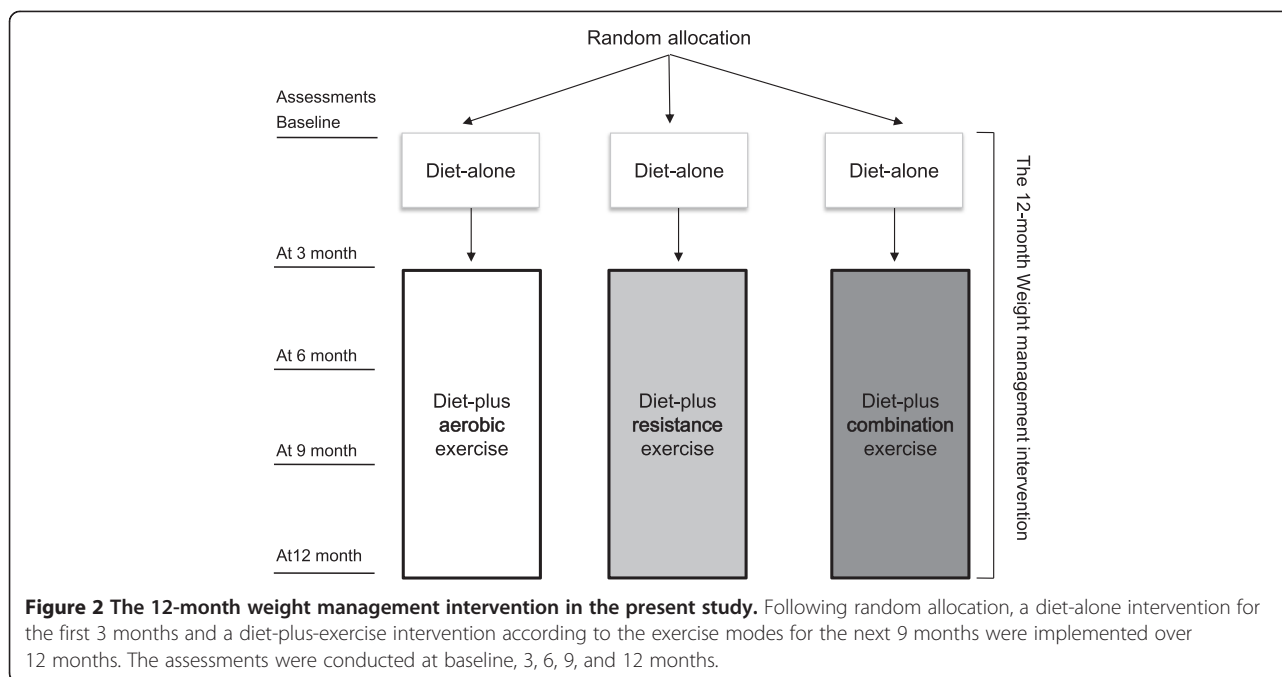 Random allocation
Assessments
Baseline
Diet-alone
Diet-alone
Diet-alone
At 3 month
At 6 month
At 9 month
At12 month
Diet-plus
aerobic
exercise
Diet-plus
resistance
exercise
Diet-plus
combination
exercise
The 12-month Weight management intervention
Figure 2 The 12-month weight management intervention in the present study. Following random allocation, a diet-alone intervention for
the first 3 months and a diet-plus-exercise intervention according to the exercise modes for the next 9 months were implemented over
12 months. The assessments were conducted at baseline, 3, 6, 9, and 12 months.